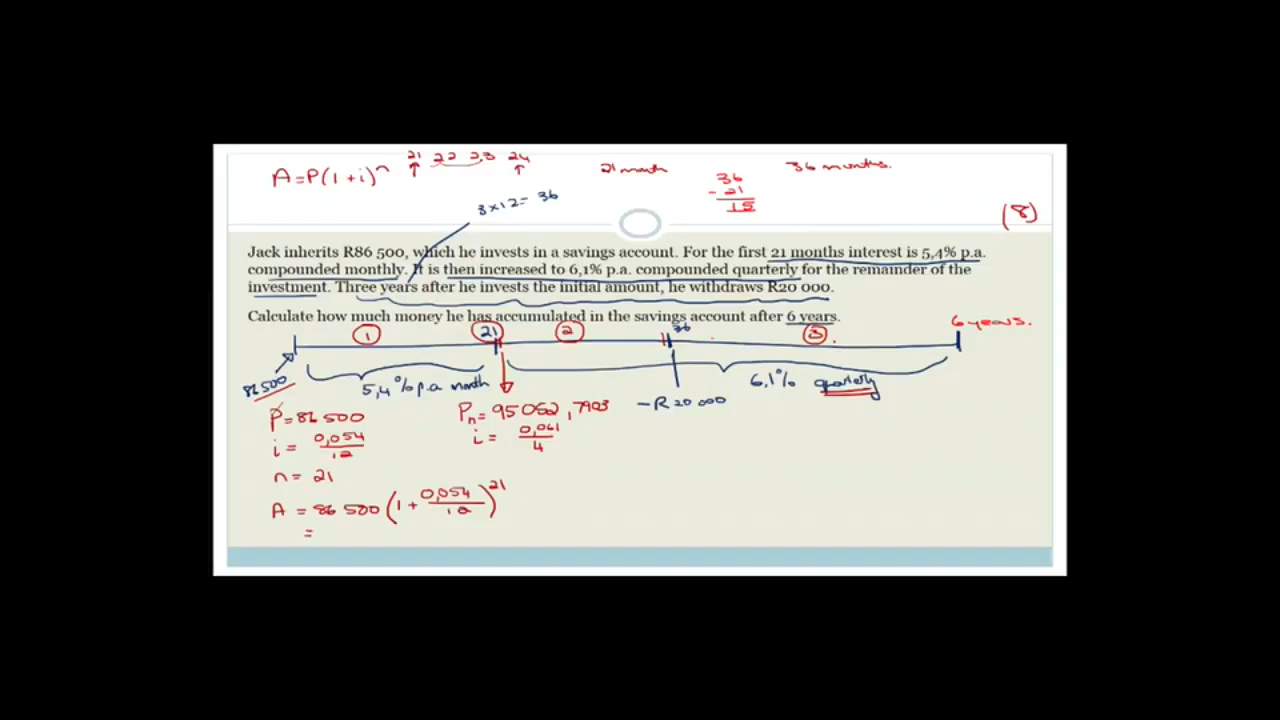 A=P(1+i)^n 21 22 23 24 21 month 36 months.
36
- 21
15
3×12=36
(8)
Jack inherits R86 500, which he invests in a savings account. For the first 21 months interest is 5,4% p.a.
compounded monthly. It is then increased to 6,1% p.a. compounded quarterly for the remainder of the
investment. Three years after he invests the initial amount, he withdraws R20 000.
Calculate how much money he has accumulated in the savings account after 6 years.
1 21 2 36 3 6 years.
86 500 5,4% p.a month 6,1% quarterly
-R20 000
P=86 500 Pn=95 052,7903
i = 0,054/12 i = 0,061/4
n = 21
A = 86 500 (1 + 0,054/12)^21
=